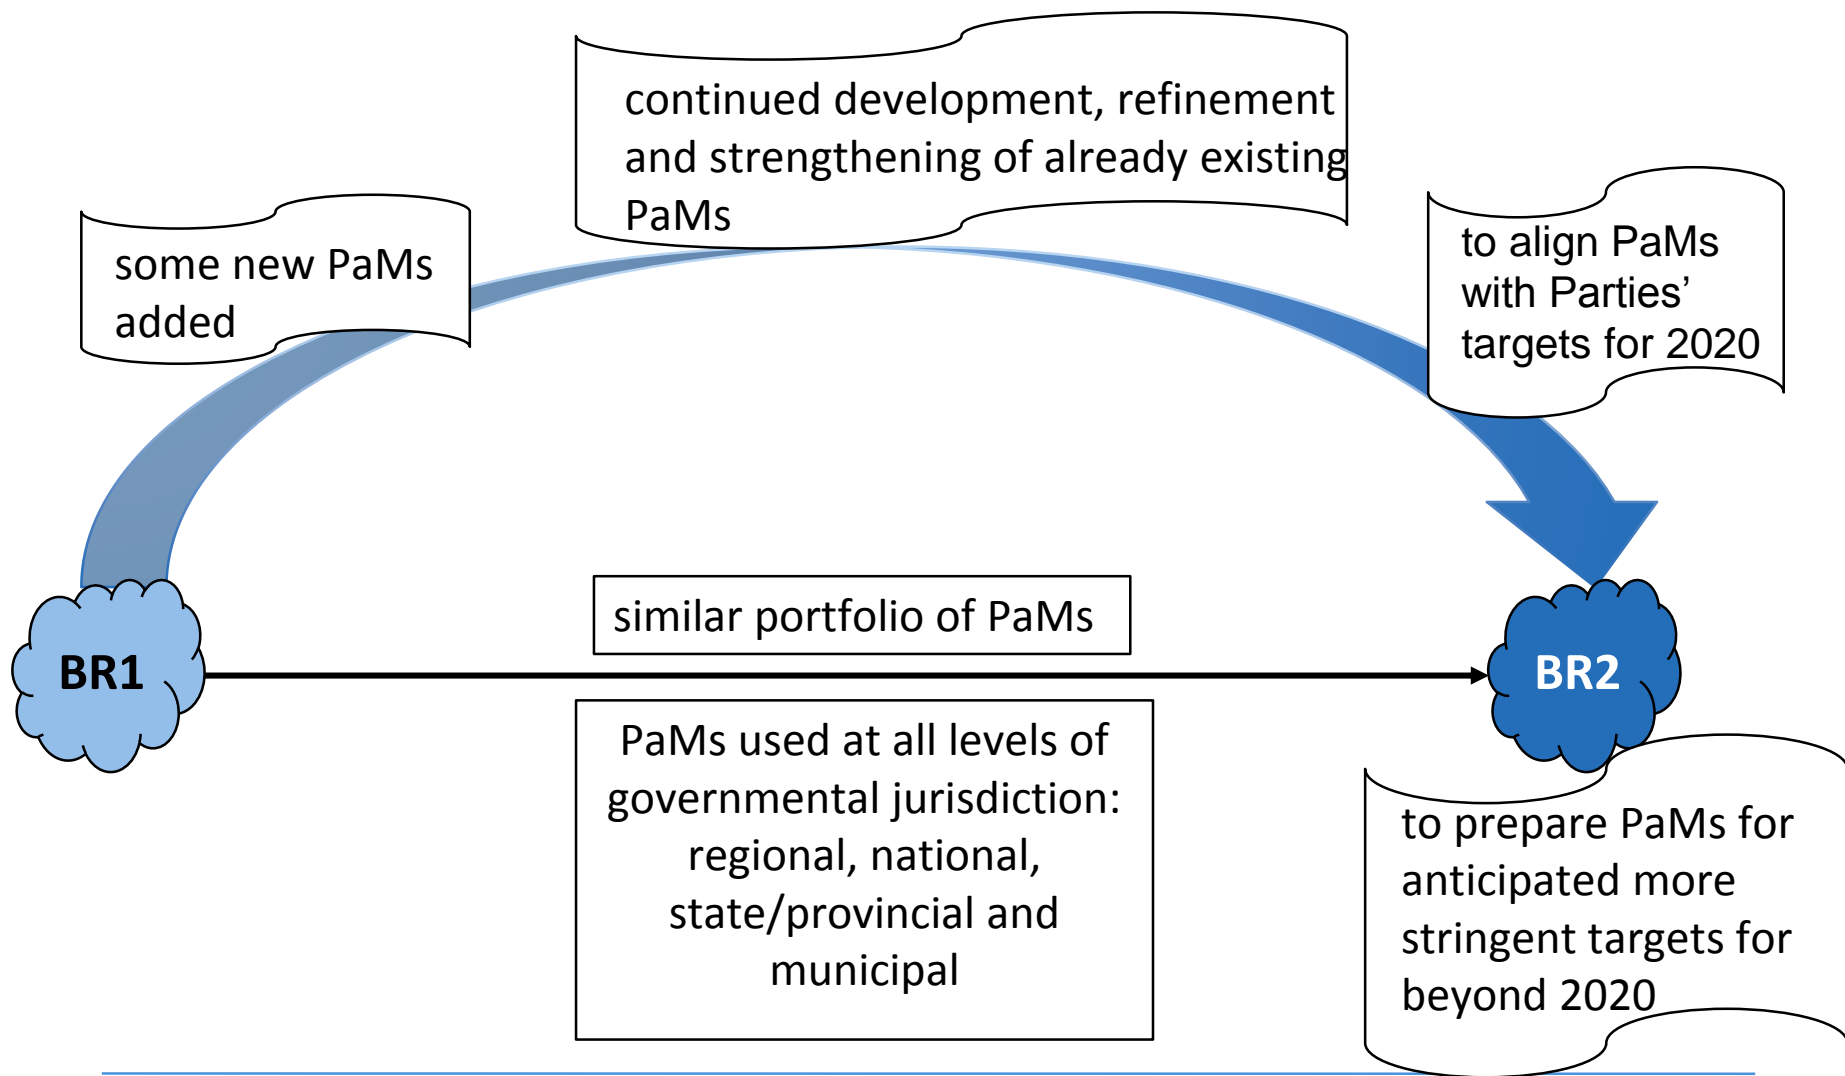 continued development, refinement
and strengthening of already existing
PaMs
some new PaMs
added
to align PaMs
with Parties’
targets for 2020
similar portfolio of PaMs
BR1
BR2
PaMs used at all levels of
governmental jurisdiction:
regional, national,
state/provincial and
municipal
to prepare PaMs for
anticipated more
stringent targets for
beyond 2020